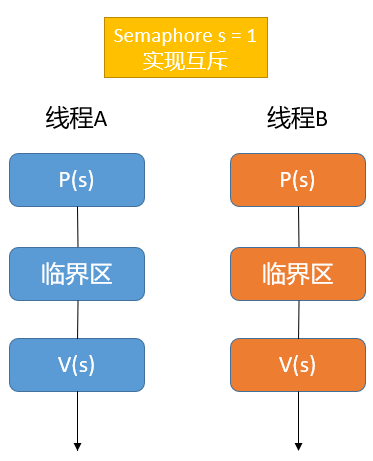 Semaphore s = 1
实现互斥
线程A
线程B
P(s)
P(s)
临界区
临界区
V(s)
V(s)